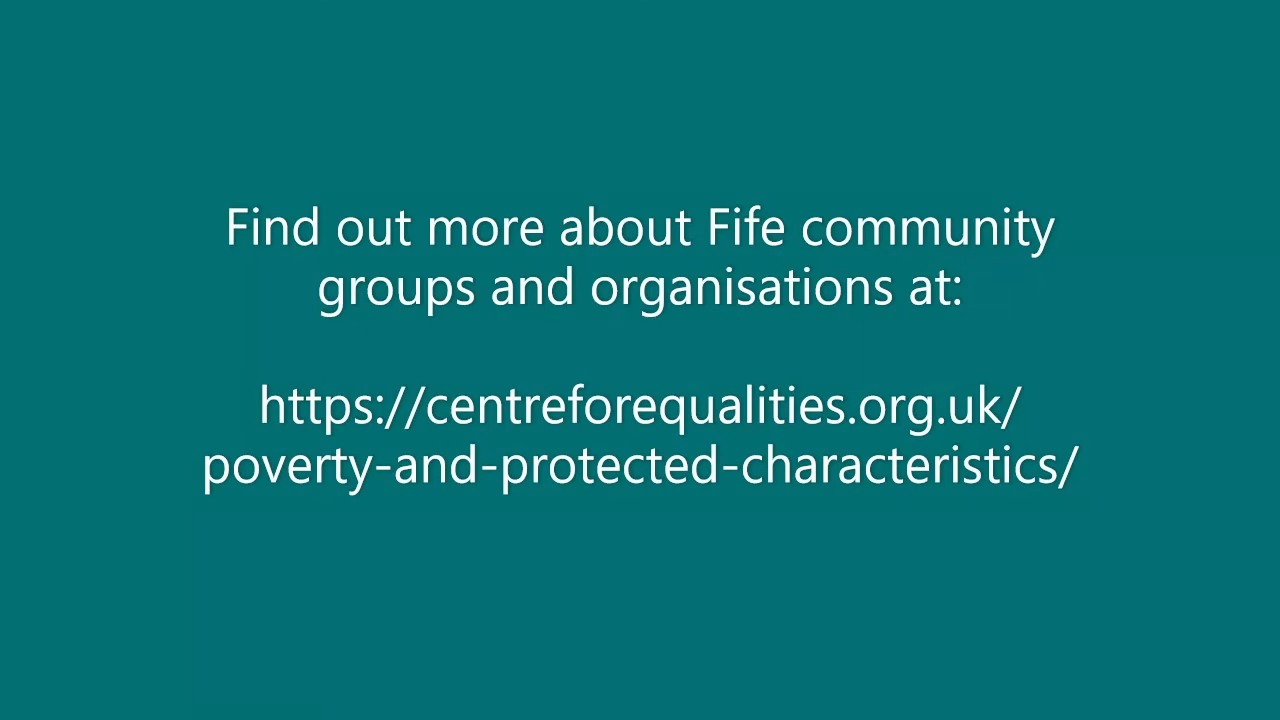 Find out more about Fife community
groups and organisations at:
https://centreforequalities.org.uk/
poverty-and-protected-characteristics/